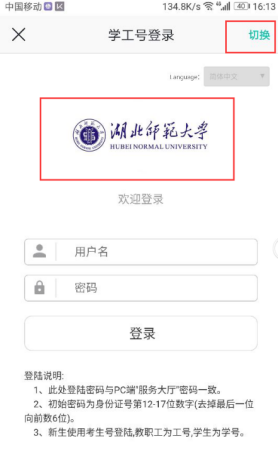 中国移动 134.8K/s 4G 40 16:13
学工号登录 切换
Language: 简体中文
湖北师范大学
HUBEI NORMAL UNIVERSITY
欢迎登录
用户名
密码
登录
登陆说明:
1、此处登陆密码与PC端"服务大厅"密码一致。
2、初始密码为身份证号第12-17位数字(去掉最后一位
向前数6位)。
3、新生使用考生号登陆,教职工为工号,学生为学号。